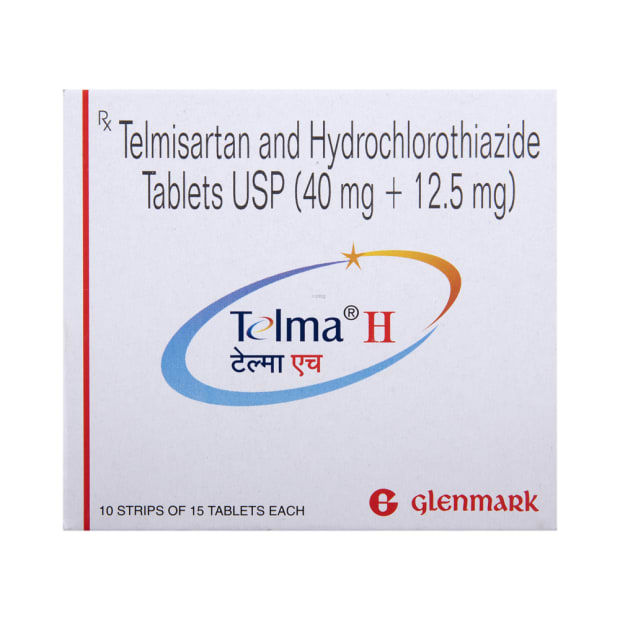 Rx Telmisartan and Hydrochlorothiazide
Tablets USP (40 mg + 12.5 mg)
Telma® H
टेल्मा एच
10 STRIPS OF 15 TABLETS EACH
G GLENMARK